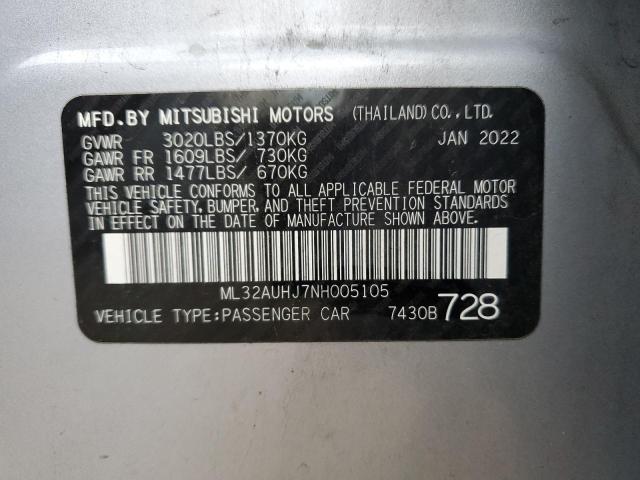 MFD. BY MITSUBISHI MOTORS (THAILAND) CO., LTD.
GVWR 3020LBS/1370KG JAN 2022
GAWR FR 1609LBS/ 730KG
GAWR RR 1477LBS/ 670KG
THIS VEHICLE CONFORMS TO ALL APPLICABLE FEDERAL MOTOR
VEHICLE SAFETY, BUMPER, AND THEFT PREVENTION STANDARDS
IN EFFECT ON THE DATE OF MANUFACTURE SHOWN ABOVE.
ML32AUHJ7NH005105
VEHICLE TYPE:PASSENGER CAR 7430B 728